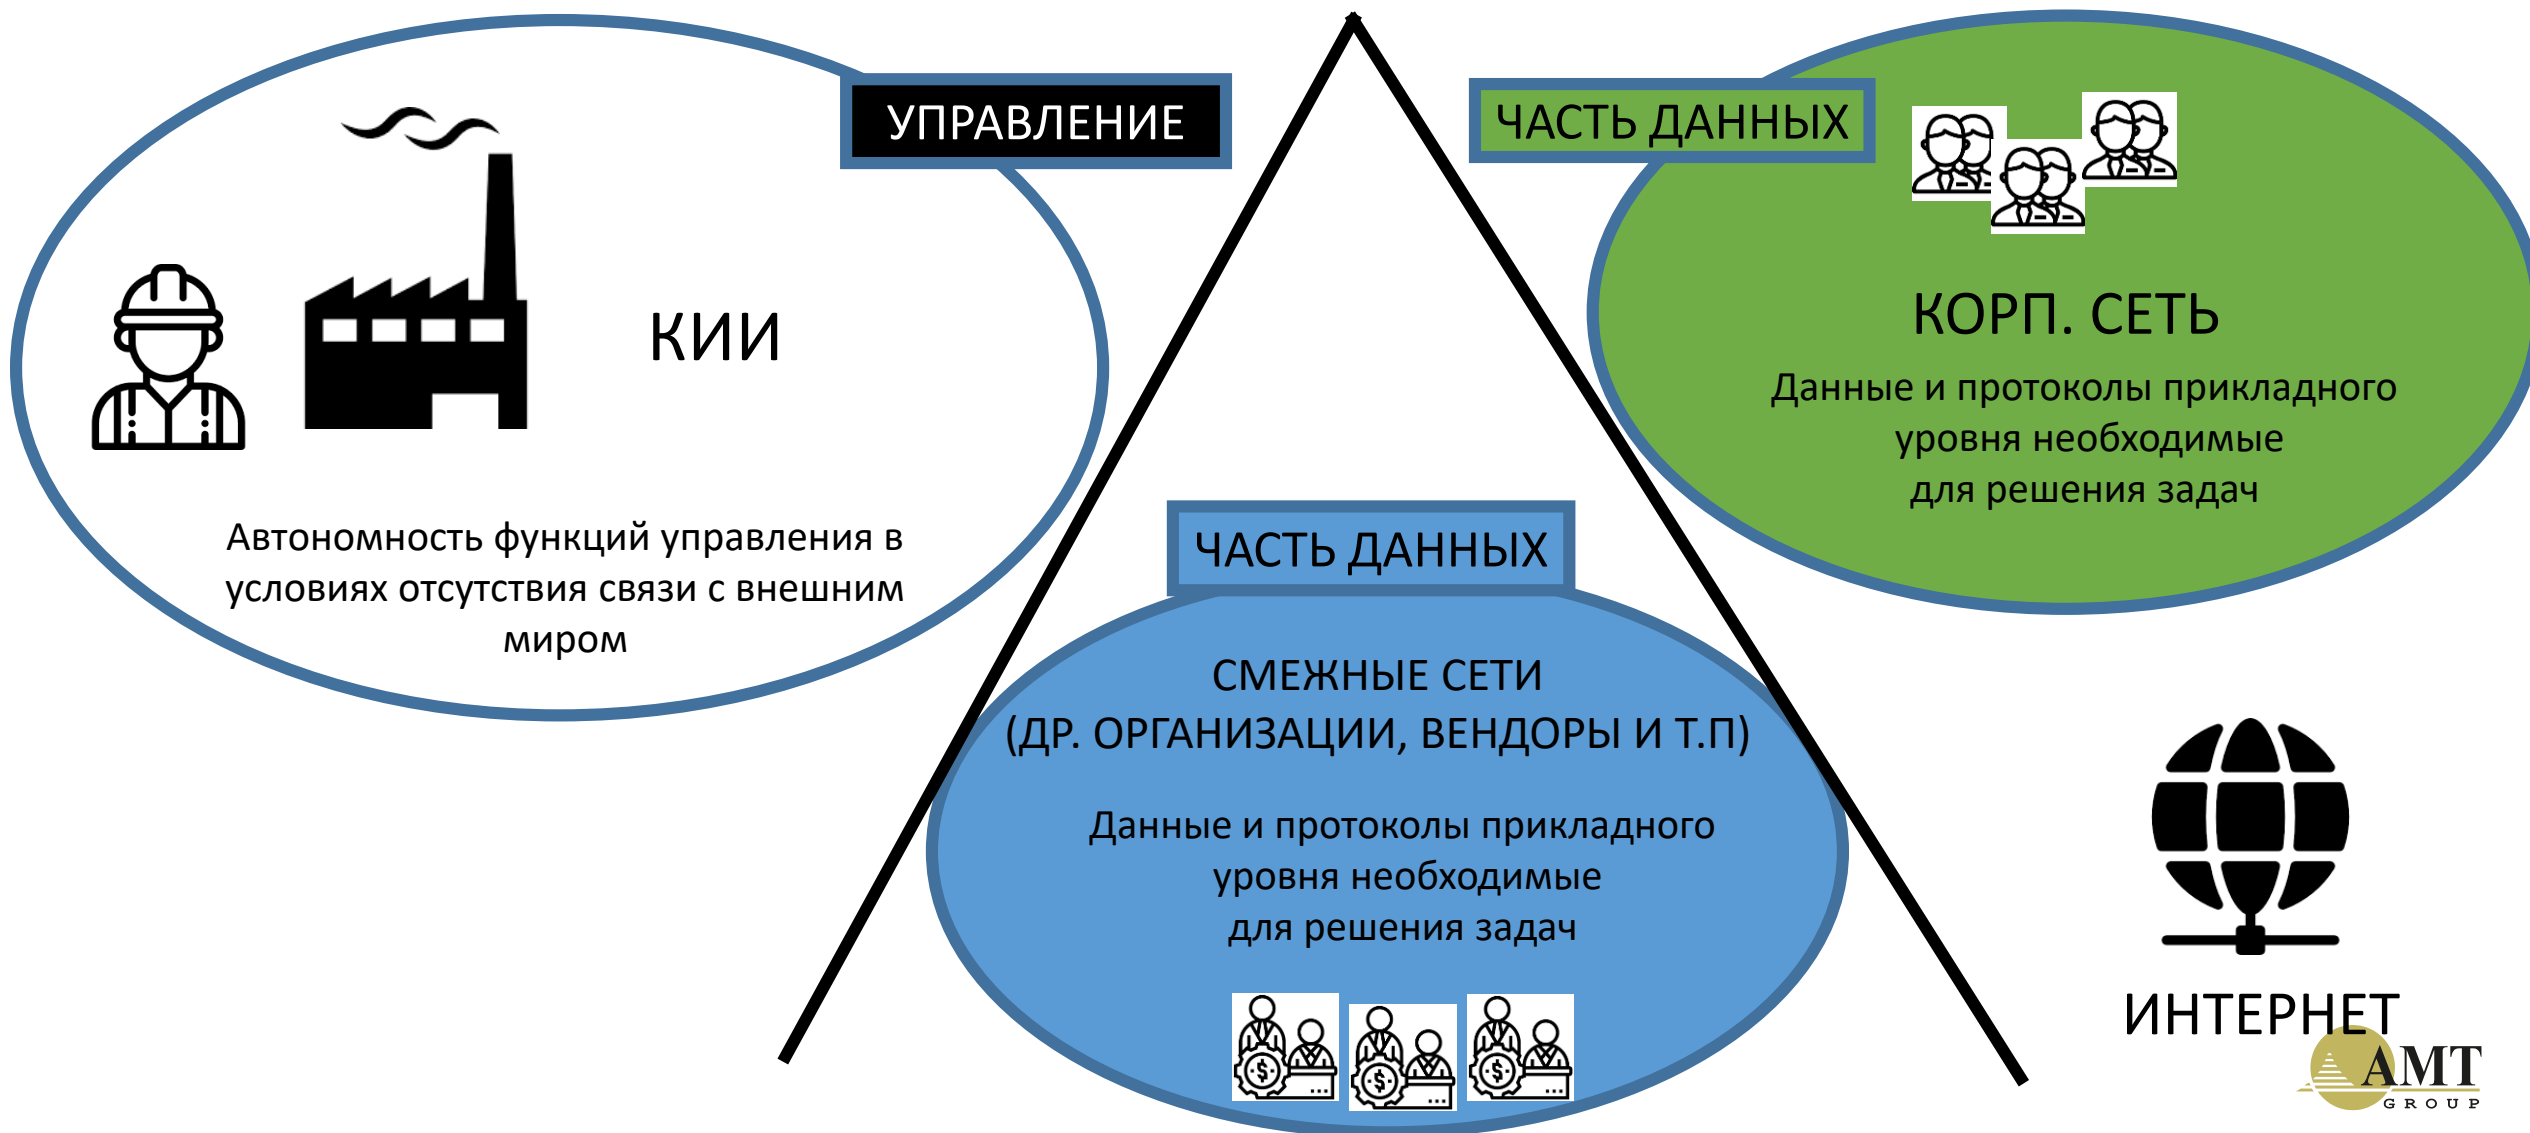 УПРАВЛЕНИЕ
КИИ
Автономность функций управления в
условиях отсутствия связи с внешним
миром
ЧАСТЬ ДАННЫХ
КОРП. СЕТЬ
Данные и протоколы прикладного
уровня необходимые
для решения задач
ЧАСТЬ ДАННЫХ
СМЕЖНЫЕ СЕТИ
(ДР. ОРГАНИЗАЦИИ, ВЕНДОРЫ И Т.П)
Данные и протоколы прикладного
уровня необходимые
для решения задач
ИНТЕРНЕТ
AMT
GROUP